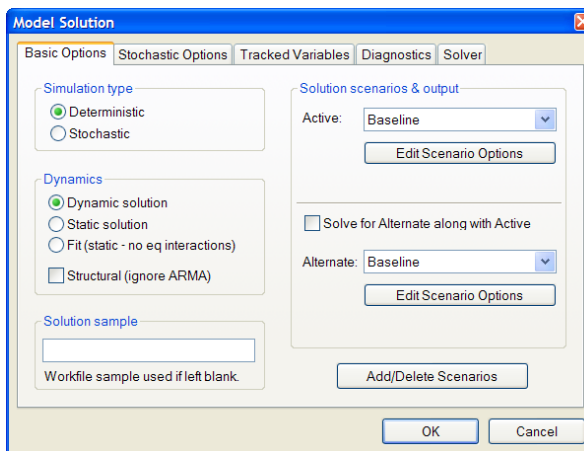 Model Solution
Basic Options
Stochastic Options
Tracked Variables
Diagnostics
Solver
Simulation type
Deterministic
Stochastic
Dynamics
Dynamic solution
Static solution
Fit (static - no eq interactions)
Structural (ignore ARMA)
Solution sample
Workfile sample used if left blank.
Solution scenarios & output
Active: Baseline
Edit Scenario Options
Solve for Alternate along with Active
Alternate: Baseline
Edit Scenario Options
Add/Delete Scenarios
OK
Cancel